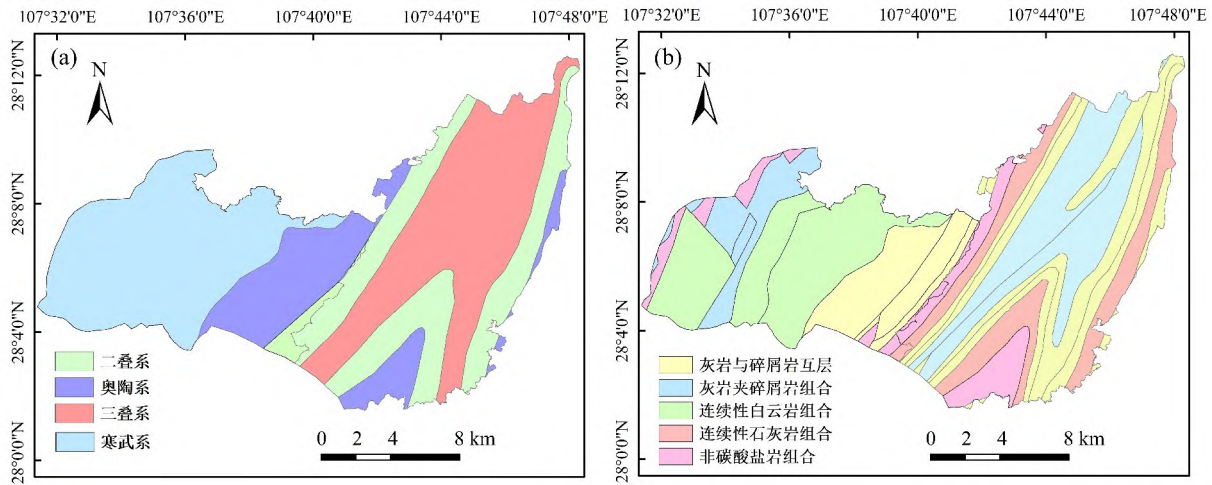 107°32′0″E 107°36′0″E 107°40′0″E 107°44′0″E 107°48′0″E
28°12′0″N
28°8′0″N
28°4′0″N
28°0′0″N
(a)
N
二叠系
奥陶系
三叠系
寒武系
0 2 4 8 km
107°32′0″E 107°36′0″E 107°40′0″E 107°44′0″E 107°48′0″E
28°12′0″N
28°8′0″N
28°4′0″N
28°0′0″N
(b)
N
灰岩与碎屑岩互层
灰岩夹碎屑岩组合
连续性白云岩组合
连续性石灰岩组合
非碳酸盐岩组合
0 2 4 8 km